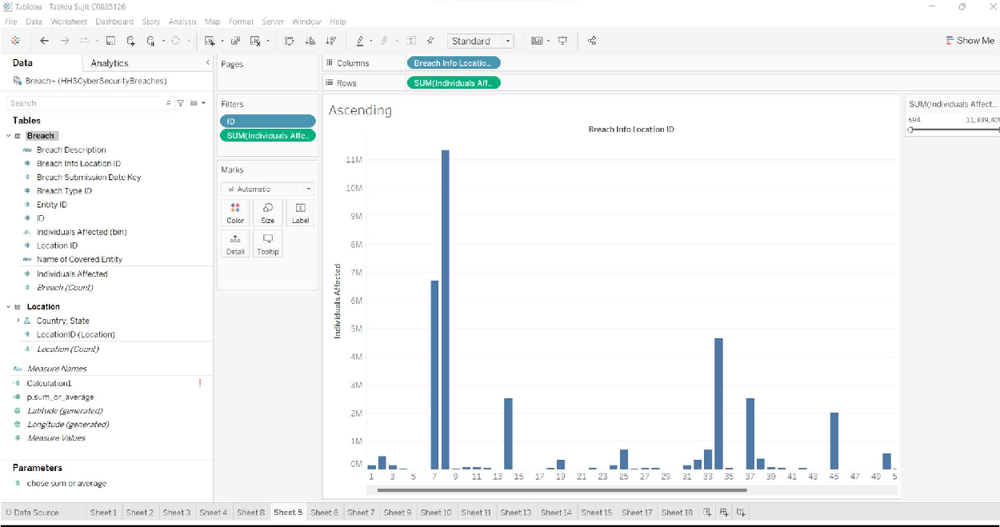 Tableau - Tableu Sujit C0835126
File Data Worksheet Dashboard Story Analysis Map Format Server Window Help
Standard
Show Me
Data
Analytics
Breach+ (HHSCyberSecurityBreaches)
Search
Tables
Breach
Abc Breach Description
Breach Info Location ID
Breach Submission Date Key
Breach Type ID
Entity ID
ID
Individuals Affected (bin)
Location ID
Abc Name of Covered Entity
Individuals Affected
Breach (Count)
Location
Country, State
LocationID (Location)
Location (Count)
Abc Measure Names
Calculation1 !
p.sum_or_average
Latitude (generated)
Longitude (generated)
Measure Values
Parameters
chose sum or average
Pages
Filters
ID
SUM(Individuals Affec..
Marks
Automatic
Color Size Label
Detail Tooltip
Columns
Breach Info Locatio..
Rows
SUM(Individuals Aff..
Ascending
Breach Info Location ID
Individuals Affected
11M
10M
9M
8M
7M
6M
5M
4M
3M
2M
1M
0M
1 3 5 7 9 11 13 15 17 19 21 23 25 27 29 31 33 35 37 39 41 43 45 47 49 5
SUM(Individuals Affect...
594 11,339,409
Data Source Sheet 1 Sheet 2 Sheet 3 Sheet 4 Sheet 8 Sheet 5 Sheet 6 Sheet 7 Sheet 9 Sheet 10 Sheet 11 Sheet 13 Sheet 14 Sheet 15 Sheet 17 Sheet 18